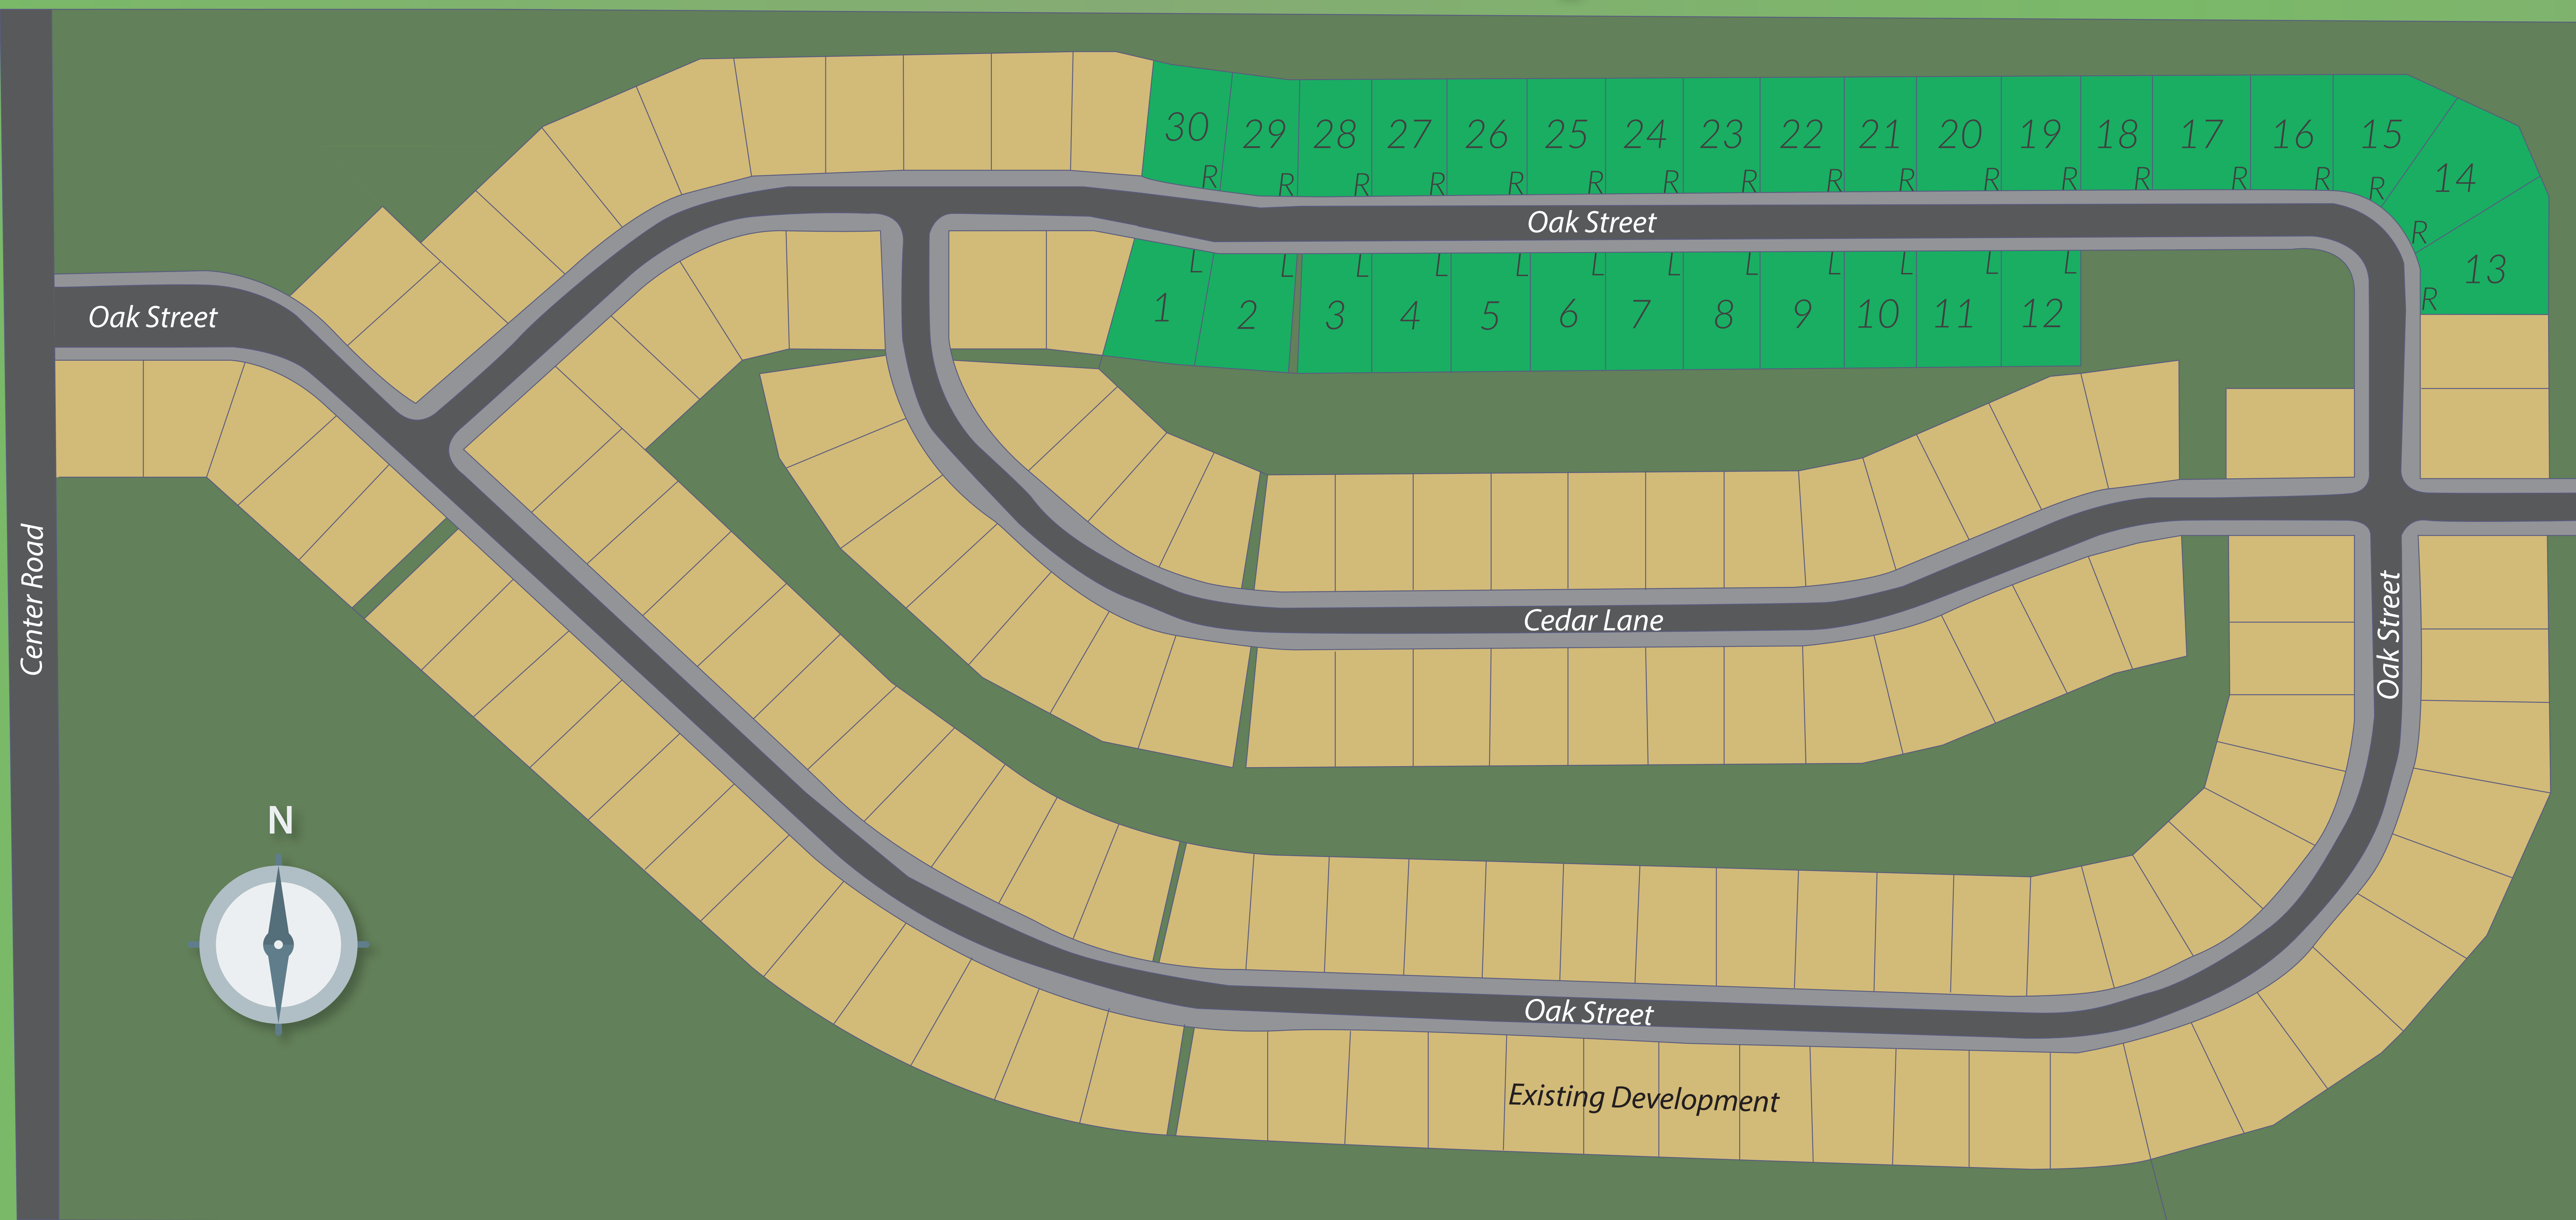 30 29 28 27 26 25 24 23 22 21 20 19 18 17 16 15
14
R R R R R R R R R R R R R R R R
R
Oak Street
13
R
L L L L L L L L L L L L
1 2 3 4 5 6 7 8 9 10 11 12
Oak Street
Center Road
Cedar Lane
Oak Street
N
Oak Street
Existing Development